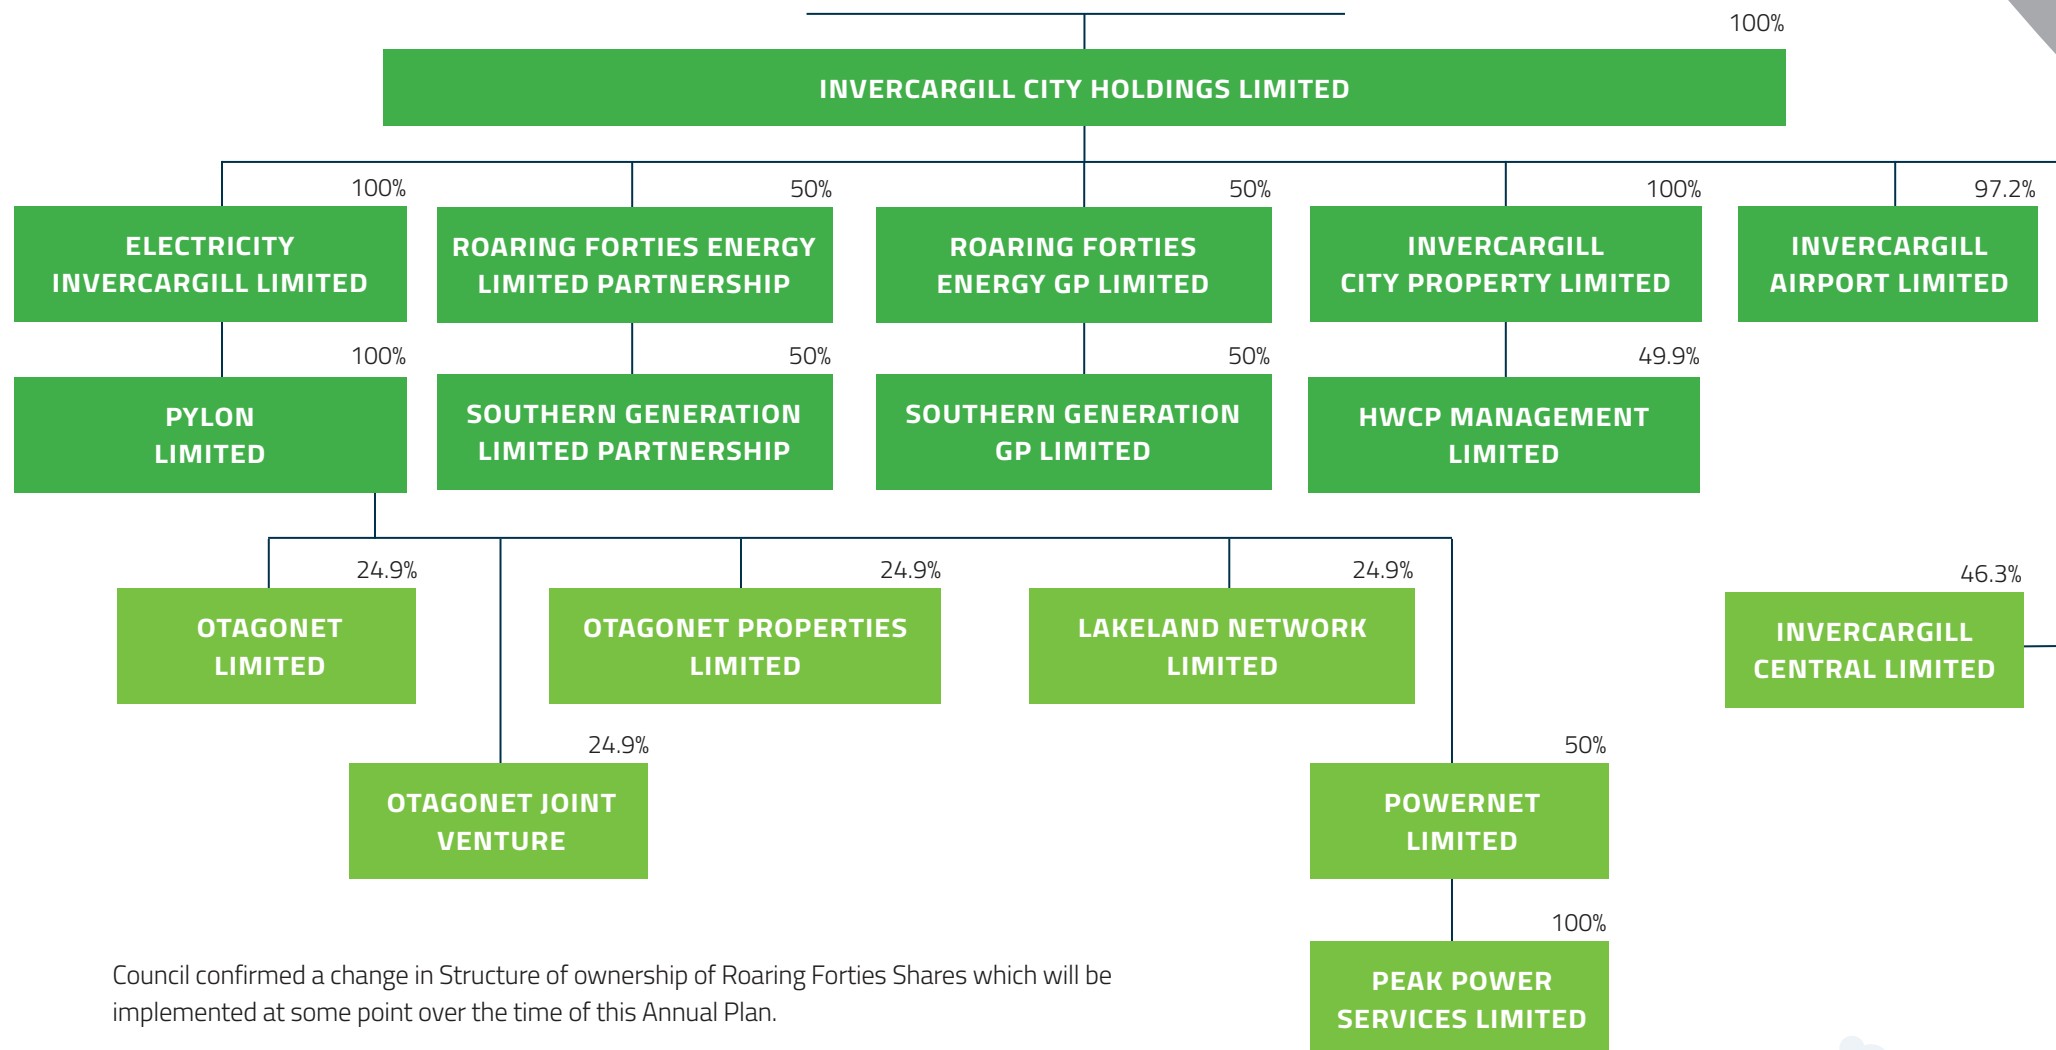 100%
INVERCARGILL CITY HOLDINGS LIMITED
100%
50%
50%
100%
97.2%
ELECTRICITY
INVERCARGILL LIMITED
ROARING FORTIES ENERGY
LIMITED PARTNERSHIP
ROARING FORTIES
ENERGY GP LIMITED
INVERCARGILL
CITY PROPERTY LIMITED
INVERCARGILL
AIRPORT LIMITED
100%
50%
50%
49.9%
PYLON
LIMITED
SOUTHERN GENERATION
LIMITED PARTNERSHIP
SOUTHERN GENERATION
GP LIMITED
HWCP MANAGEMENT
LIMITED
24.9%
24.9%
24.9%
46.3%
OTAGONET
LIMITED
OTAGONET PROPERTIES
LIMITED
LAKELAND NETWORK
LIMITED
INVERCARGILL
CENTRAL LIMITED
24.9%
50%
OTAGONET JOINT
VENTURE
POWERNET
LIMITED
100%
PEAK POWER
SERVICES LIMITED
Council confirmed a change in Structure of ownership of Roaring Forties Shares which will be
implemented at some point over the time of this Annual Plan.